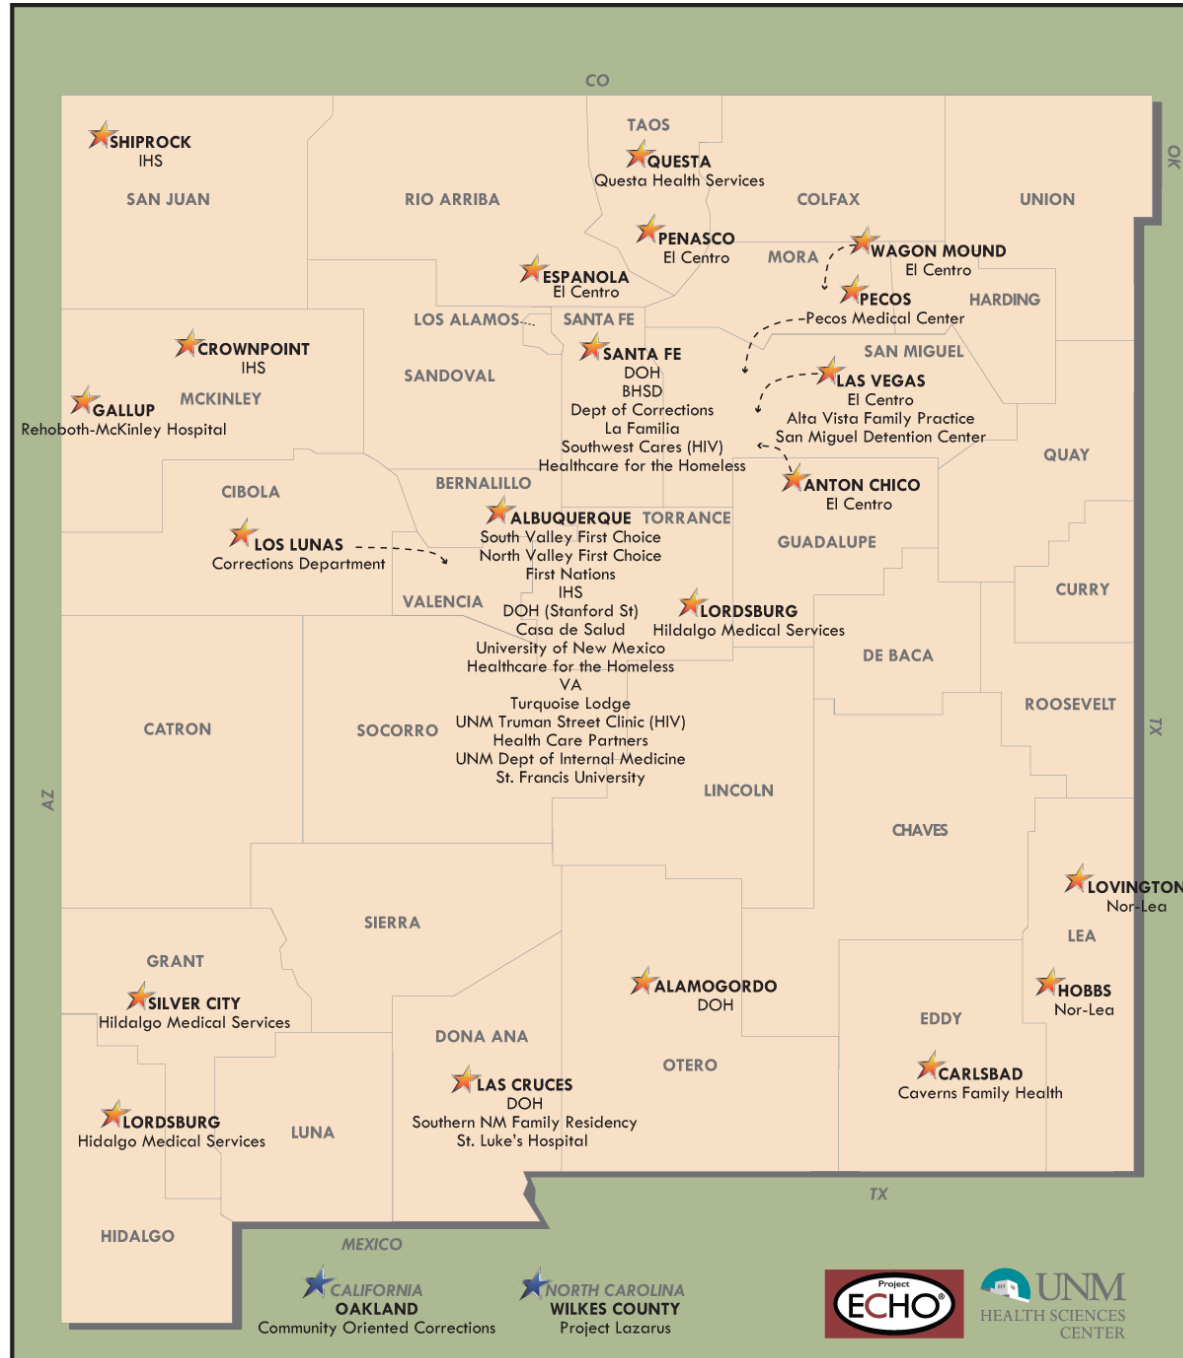 CO
TAOS
SHIPROCK
IHS
QUESTA
Questa Health Services
OK
SAN JUAN
RIO ARRIBA
COLFAX
UNION
PENASCO
El Centro
WAGON MOUND
El Centro
MORA
ESPANOLA
El Centro
PECOS
Pecos Medical Center
HARDING
LOS ALAMOS
SANTA FE
CROWNPOINT
IHS
SANTA FE
DOH
BHSD
Dept of Corrections
La Familia
Southwest Cares (HIV)
Healthcare for the Homeless
SAN MIGUEL
SANDOVAL
LAS VEGAS
El Centro
Alta Vista Family Practice
San Miguel Detention Center
MCKINLEY
GALLUP
Rehoboth-McKinley Hospital
QUAY
CIBOLA
BERNALILLO
ANTON CHICO
El Centro
ALBUQUERQUE
South Valley First Choice
North Valley First Choice
First Nations
IHS
DOH (Stanford St)
Casa de Salud
University of New Mexico
Healthcare for the Homeless
VA
Turquoise Lodge
UNM Truman Street Clinic (HIV)
Health Care Partners
UNM Dept of Internal Medicine
St. Francis University
TORRANCE
GUADALUPE
LOS LUNAS
Corrections Department
CURRY
VALENCIA
LORDSBURG
Hildalgo Medical Services
DE BACA
ROOSEVELT
CATRON
SOCORRO
TX
LINCOLN
AZ
CHAVES
LOVINGTON
Nor-Lea
SIERRA
LEA
GRANT
ALAMOGORDO
DOH
HOBBS
Nor-Lea
SILVER CITY
Hildalgo Medical Services
EDDY
DONA ANA
OTERO
CARLSBAD
Caverns Family Health
LAS CRUCES
DOH
Southern NM Family Residency
St. Luke's Hospital
LORDSBURG
Hidalgo Medical Services
LUNA
TX
HIDALGO
MEXICO
CALIFORNIA
OAKLAND
Community Oriented Corrections
NORTH CAROLINA
WILKES COUNTY
Project Lazarus
Project
ECHO®
UNM
HEALTH SCIENCES
CENTER